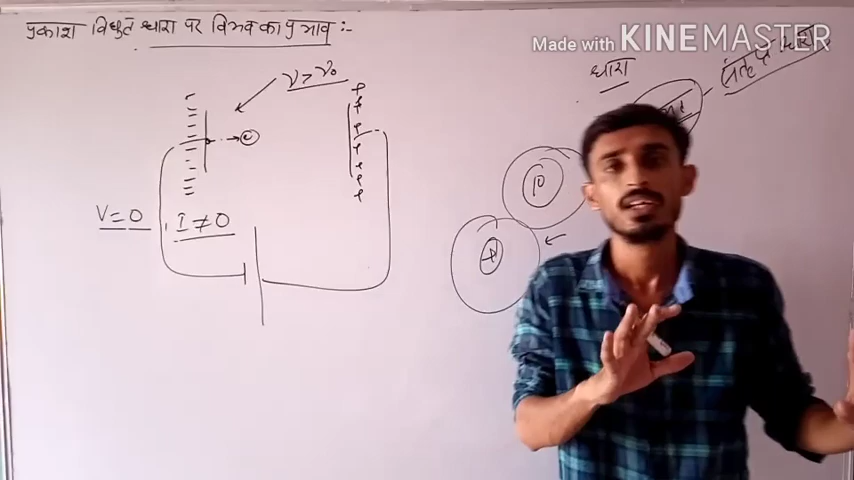 प्रकाश विधुत धारा पर विभव का प्रभाव :-
Made with KINEMASTER
धारा
ν > ν₀
e
V = 0
I ≠ 0